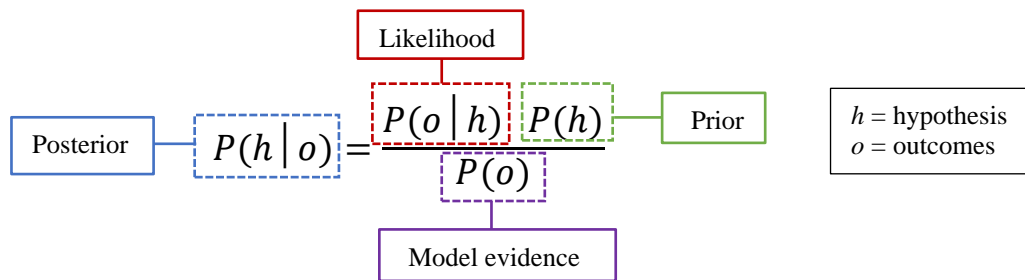 Likelihood
Posterior
P(h|o) = P(o|h) P(h)
P(o)
Prior
Model evidence
h = hypothesis
o = outcomes